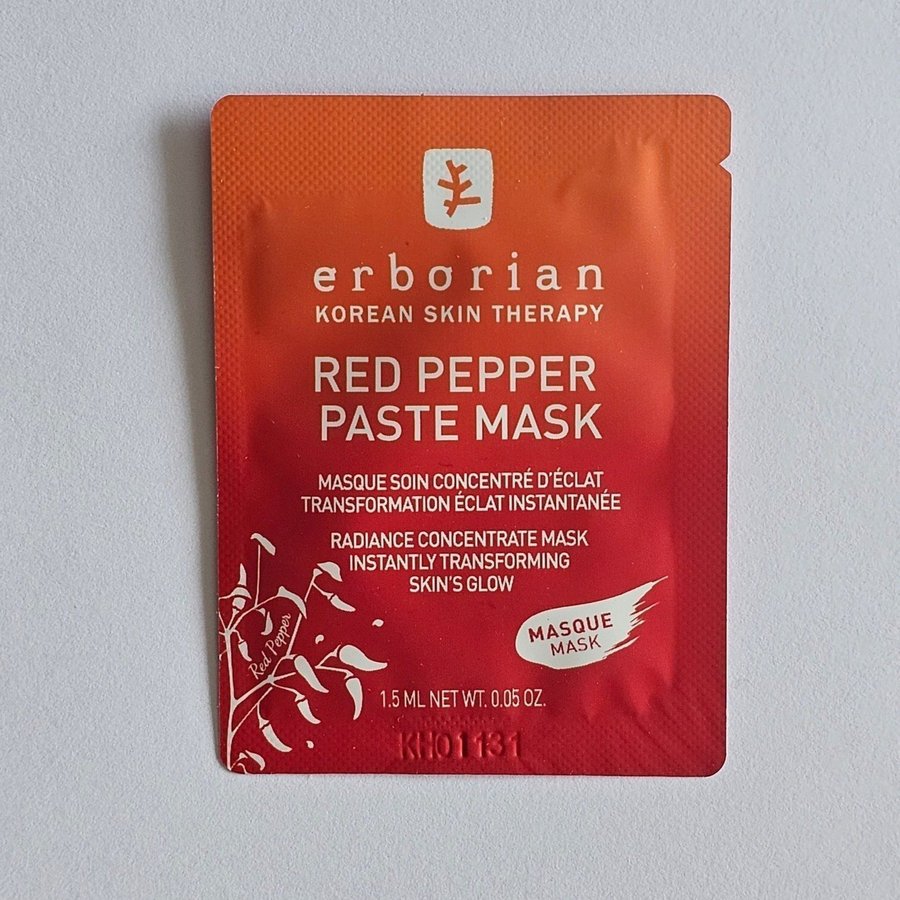 erborian
KOREAN SKIN THERAPY
RED PEPPER
PASTE MASK
MASQUE SOIN CONCENTRÉ D'ÉCLAT
TRANSFORMATION ÉCLAT INSTANTANÉE
RADIANCE CONCENTRATE MASK
INSTANTLY TRANSFORMING
SKIN'S GLOW
Red Pepper
MASQUE
MASK
1.5 ML NET WT. 0.05 OZ.
KH01131